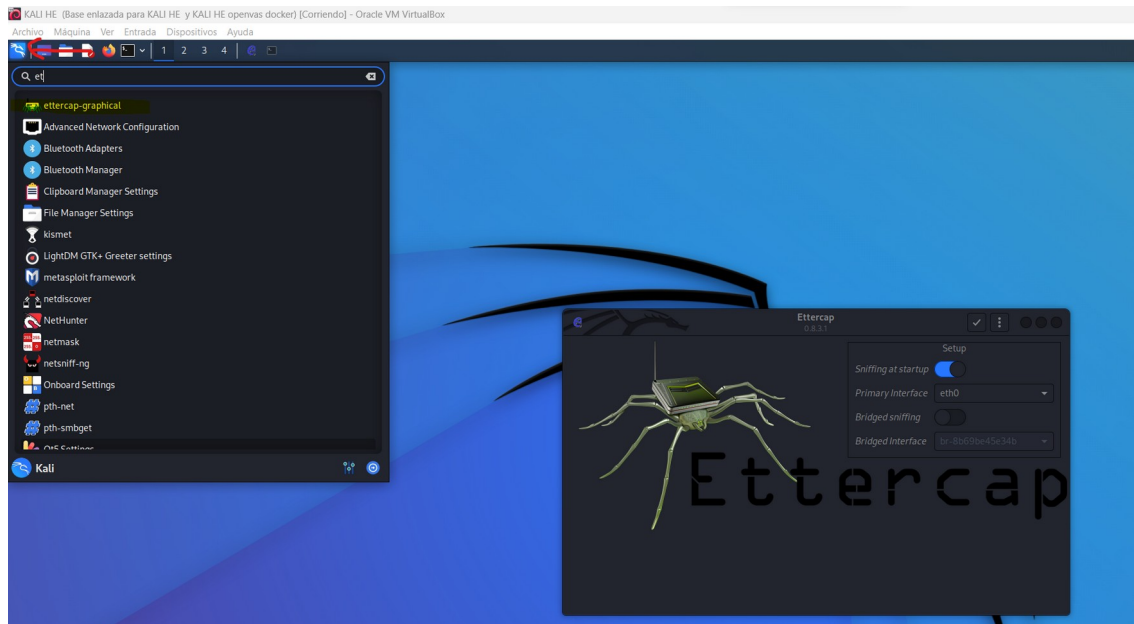 KALI HE (Base enlazada para KALI HE y KALI HE openvas docker) [Corriendo] - Oracle VM VirtualBox
Archivo Máquina Ver Entrada Dispositivos Ayuda
1 2 3 4
et
ettercap-graphical
Advanced Network Configuration
Bluetooth Adapters
Bluetooth Manager
Clipboard Manager Settings
File Manager Settings
kismet
LightDM GTK+ Greeter settings
metasploit framework
netdiscover
NetHunter
netmask
netsniff-ng
Onboard Settings
pth-net
pth-smbget
Qt5 Settings
Kali
Ettercap
0.8.3.1
Setup
Sniffing at startup
Primary Interface eth0
Bridged sniffing
Bridged Interface br-8b69be45e34b
Ettercap